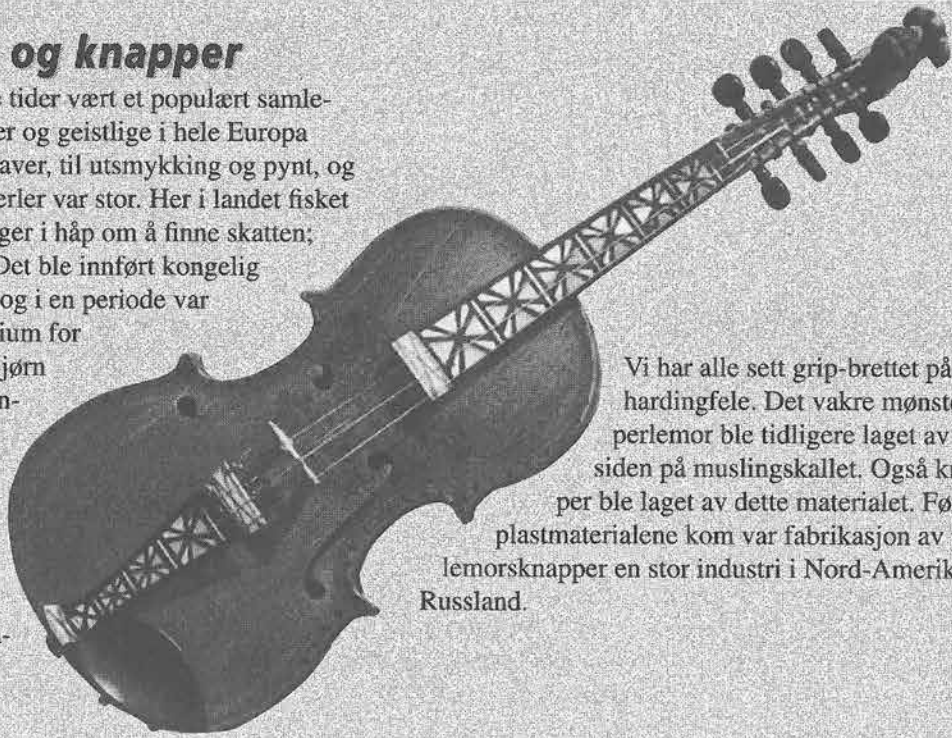 og knapper
tider vært et populært samle-
er og geistlige i hele Europa
aver, til utsmykking og pynt, og
erler var stor. Her i landet fisket
ger i håp om å finne skatten;
Det ble innført kongelig
og i en periode var
ium for
jørn
n-
Vi har alle sett grip-brettet på
hardingfele. Det vakre mønste
perlemor ble tidligere laget av
siden på muslingskallet. Også kn
per ble laget av dette materialet. Fø
plastmaterialene kom var fabrikasjon av
lemorsknapper en stor industri i Nord-Amerik
Russland.